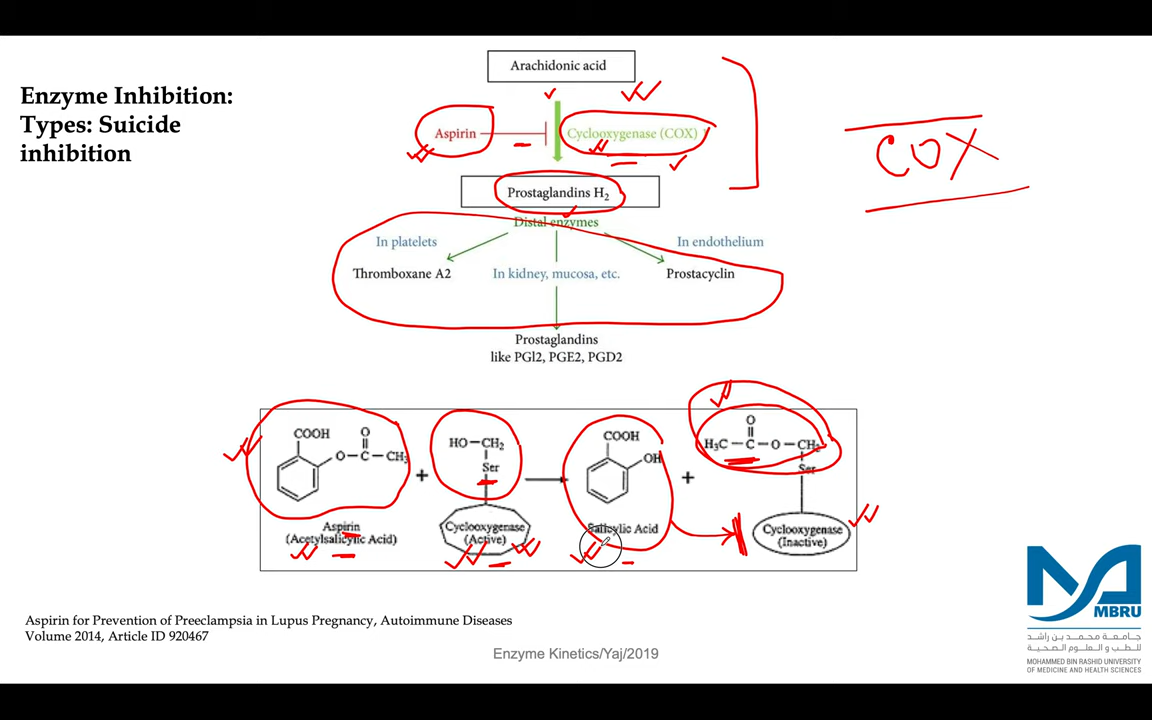 Enzyme Inhibition:
Types: Suicide
inhibition
Arachidonic acid
Aspirin
Cyclooxygenase (COX)
COX
Prostaglandins H2
Distal enzymes
In platelets
In endothelium
Thromboxane A2
In kidney, mucosa, etc.
Prostacyclin
Prostaglandins
like PGI2, PGE2, PGD2
COOH
O
O—C—CH3
Aspirin
(Acetylsalicylic Acid)
+
HO—CH2
Ser
Cyclooxygenase
(Active)
COOH
OH
Salicylic Acid
+
O
H3C—C—O—CH2
Ser
Cyclooxygenase
(Inactive)
Aspirin for Prevention of Preeclampsia in Lupus Pregnancy, Autoimmune Diseases
Volume 2014, Article ID 920467
Enzyme Kinetics/Yaj/2019
MBRU
جامعة محمد بن راشد
للطب و العلوم الصحية
MOHAMMED BIN RASHID UNIVERSITY
OF MEDICINE AND HEALTH SCIENCES